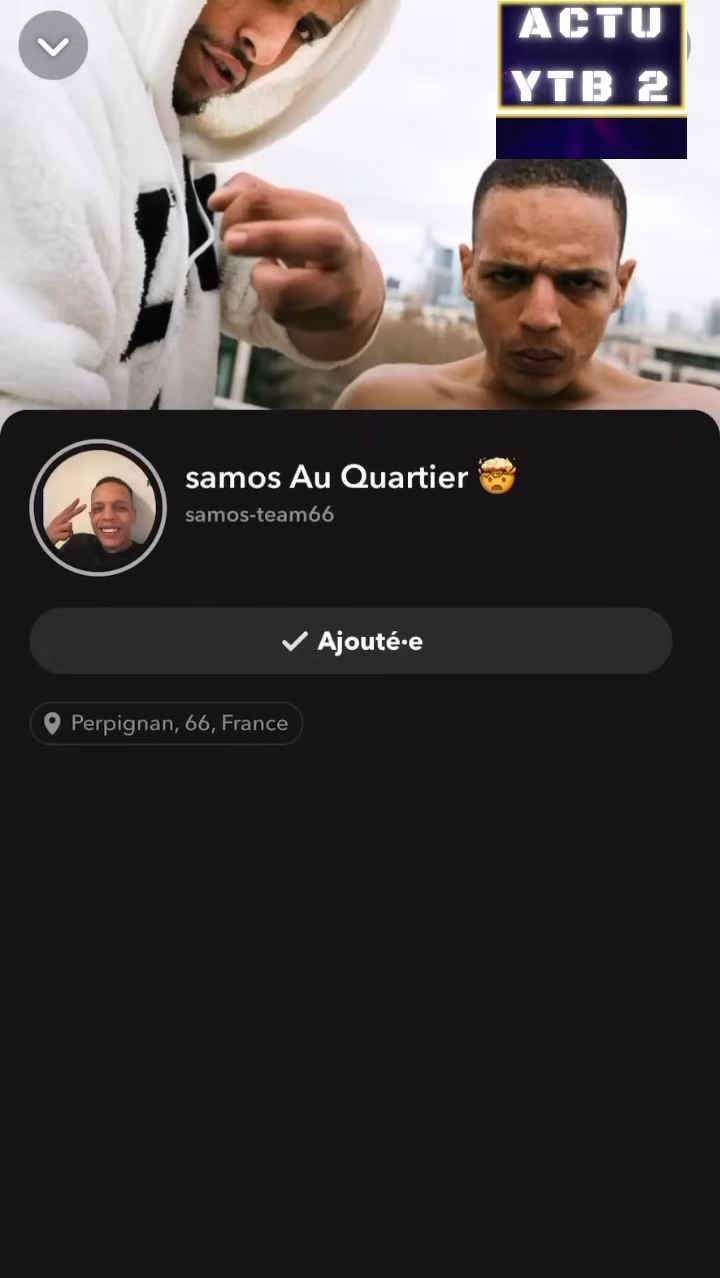 ACTU
YTB 2
samos Au Quartier 🤯
samos-team66
Ajouté·e
Perpignan, 66, France